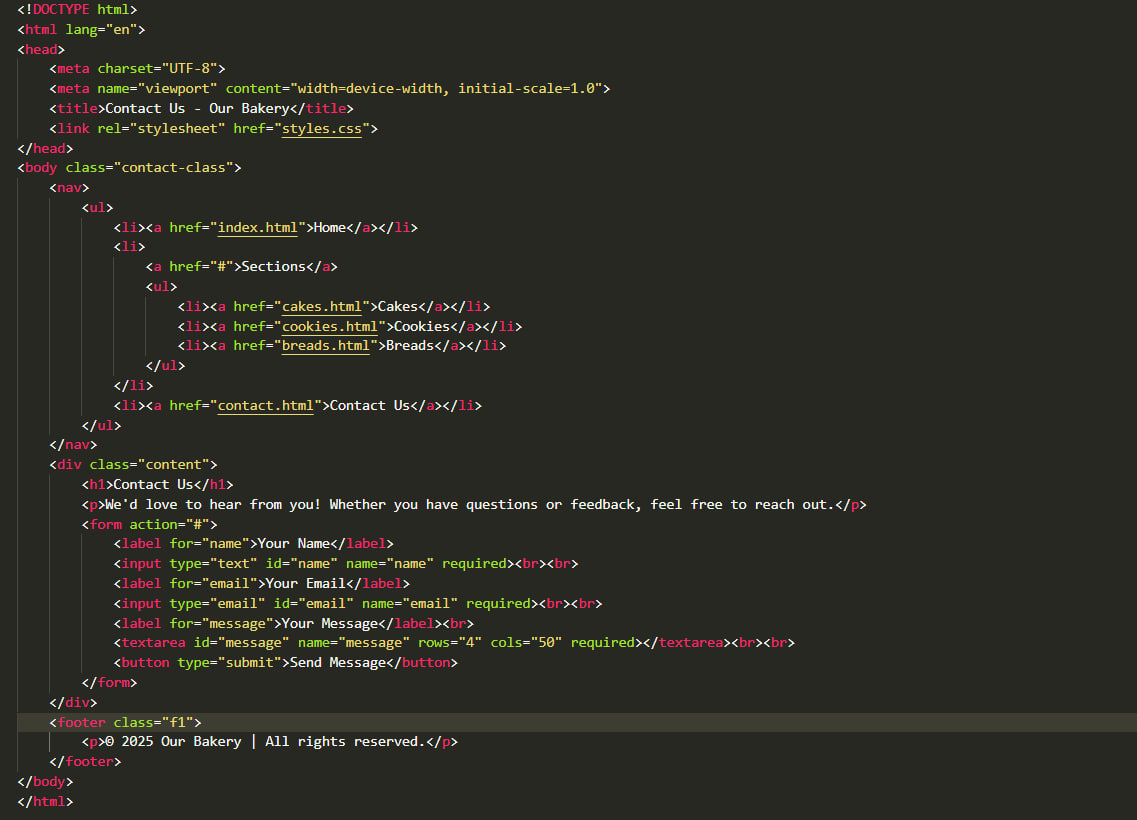 <!DOCTYPE html>
<html lang="en">
<head>
    <meta charset="UTF-8">
    <meta name="viewport" content="width=device-width, initial-scale=1.0">
    <title>Contact Us - Our Bakery</title>
    <link rel="stylesheet" href="styles.css">
</head>
<body class="contact-class">
    <nav>
        <ul>
            <li><a href="index.html">Home</a></li>
            <li>
                <a href="#">Sections</a>
                <ul>
                    <li><a href="cakes.html">Cakes</a></li>
                    <li><a href="cookies.html">Cookies</a></li>
                    <li><a href="breads.html">Breads</a></li>
                </ul>
            </li>
            <li><a href="contact.html">Contact Us</a></li>
        </ul>
    </nav>
    <div class="content">
        <h1>Contact Us</h1>
        <p>We'd love to hear from you! Whether you have questions or feedback, feel free to reach out.</p>
        <form action="#">
            <label for="name">Your Name</label>
            <input type="text" id="name" name="name" required><br><br>
            <label for="email">Your Email</label>
            <input type="email" id="email" name="email" required><br><br>
            <label for="message">Your Message</label><br>
            <textarea id="message" name="message" rows="4" cols="50" required></textarea><br><br>
            <button type="submit">Send Message</button>
        </form>
    </div>
    <footer class="f1">
        <p>© 2025 Our Bakery | All rights reserved.</p>
    </footer>
</body>
</html>